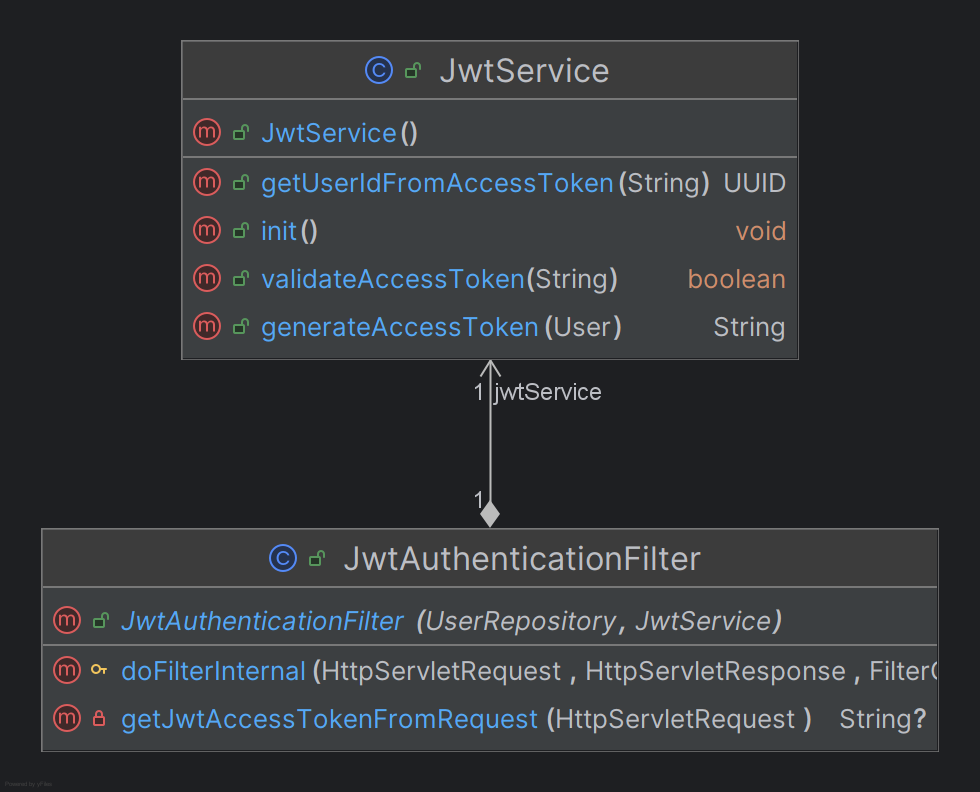 JwtService
JwtService()
getUserIdFromAccessToken(String) UUID
init() void
validateAccessToken(String) boolean
generateAccessToken(User) String
1 jwtService
1
JwtAuthenticationFilter
JwtAuthenticationFilter (UserRepository, JwtService)
doFilterInternal (HttpServletRequest , HttpServletResponse , Filter
getJwtAccessTokenFromRequest (HttpServletRequest ) String?
Powered by yFiles